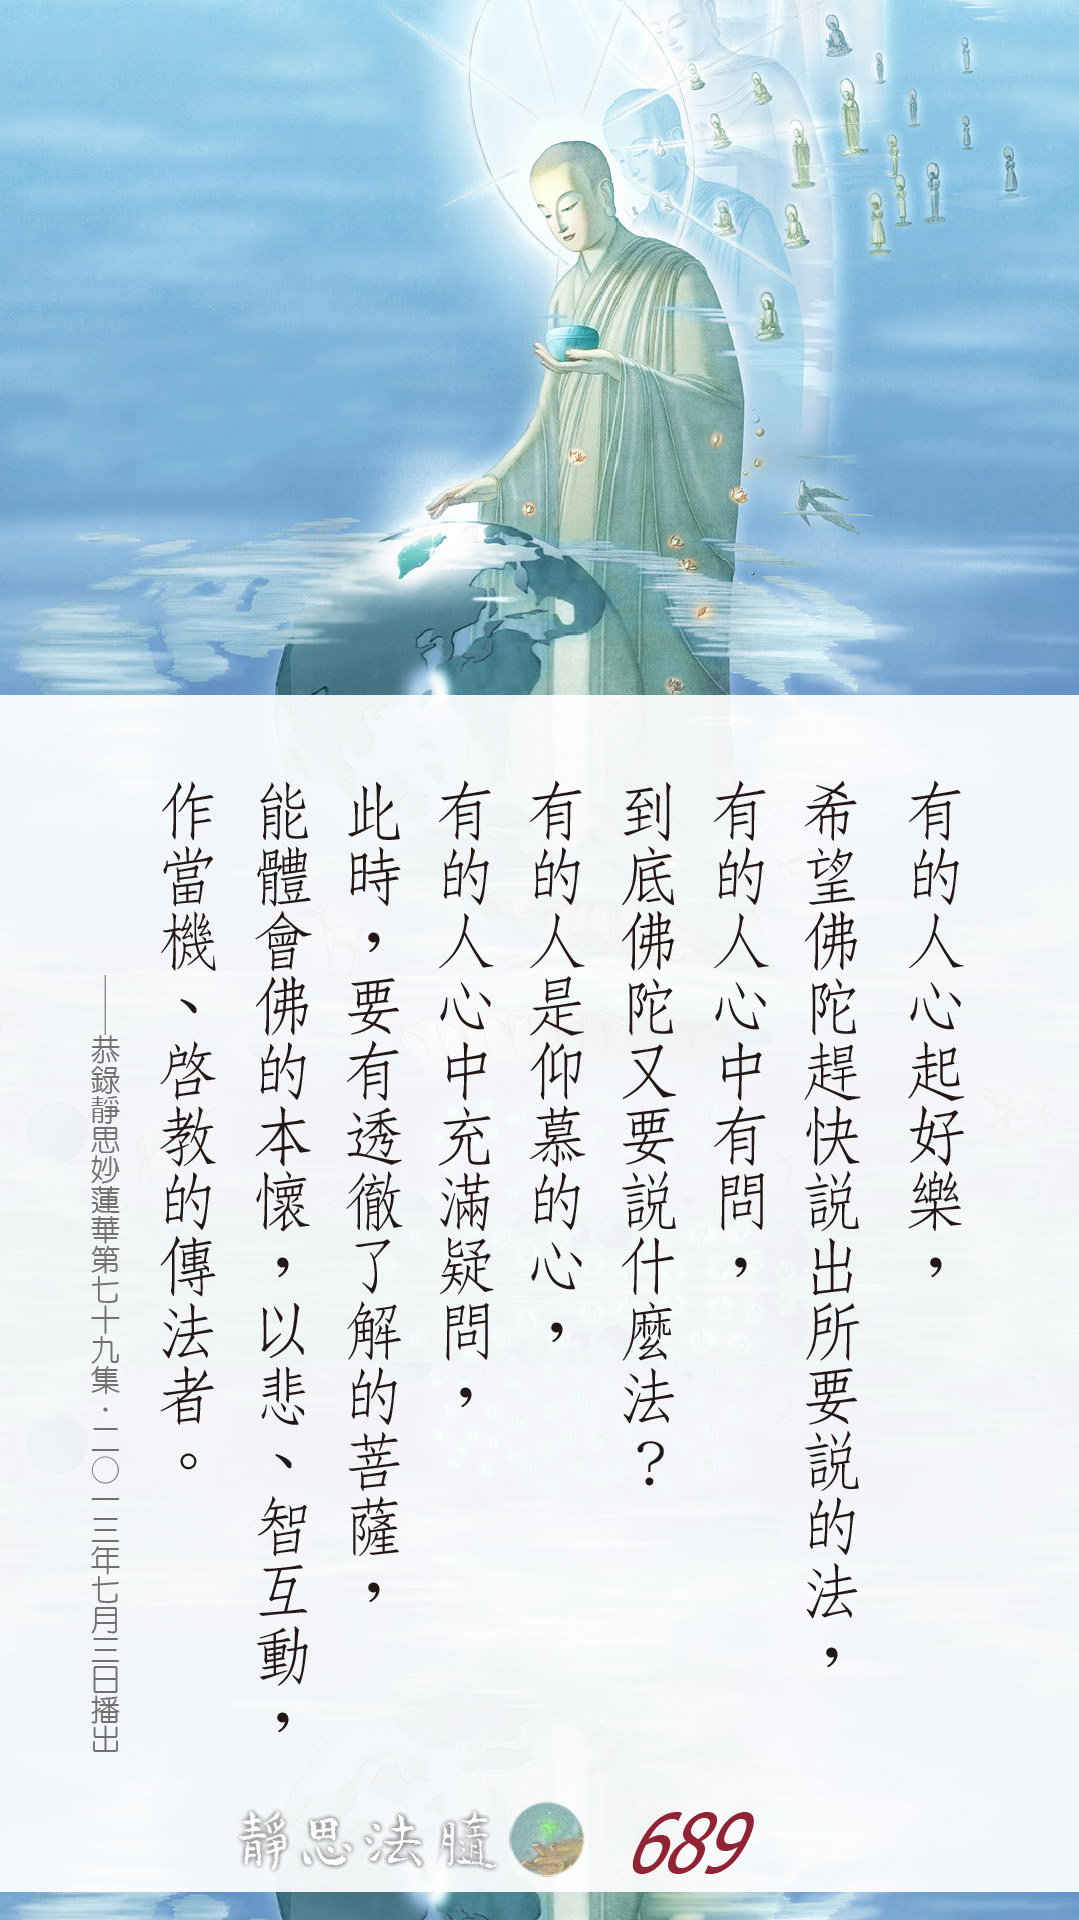 有的人心起好樂，
希望佛陀趕快說出所要說的法，
有的人心中有問，
到底佛陀又要說什麼法？
有的人是仰慕的心，
有的人心中充滿疑問，
此時，要有透徹了解的菩薩，
能體會佛的本懷，以悲、智互動，
作當機、啓教的傳法者。
——恭錄靜思妙蓮華第七十九集．二〇一三年七月三日播出
靜思法髓
689